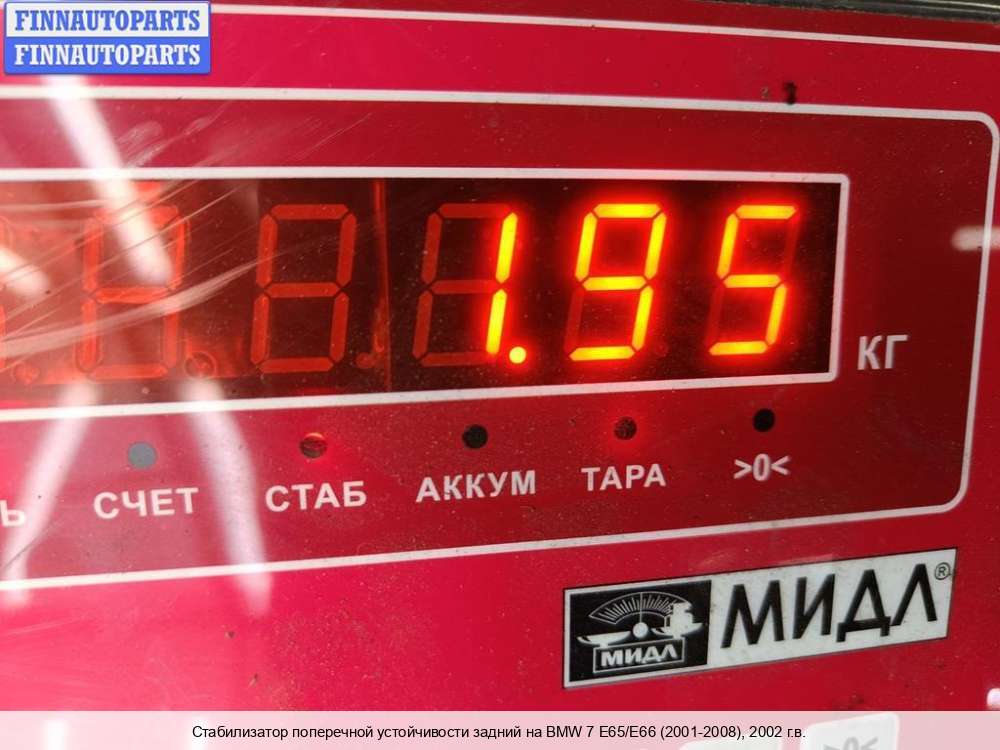 FINNAUTOPARTS
FINNAUTOPARTS
1.95
КГ
Ь СЧЕТ СТАБ АККУМ ТАРА >0<
МИДЛ МИДЛ®
>0<
Стабилизатор поперечной устойчивости задний на BMW 7 E65/E66 (2001-2008), 2002 г.в.